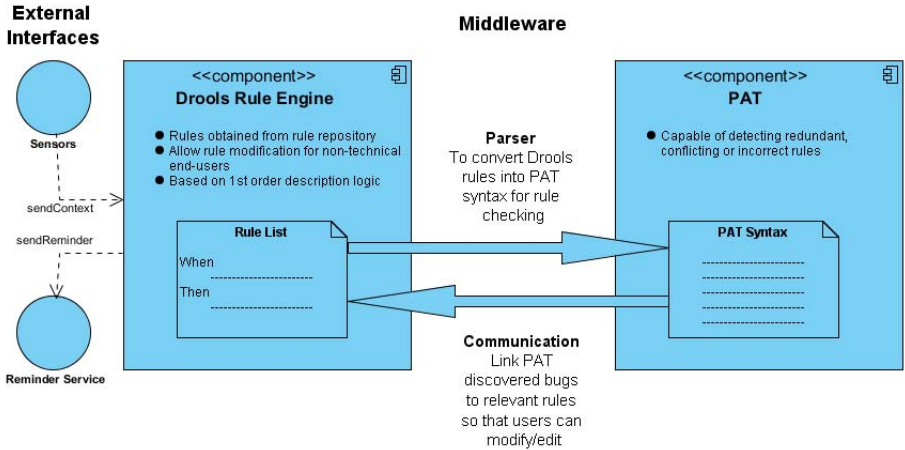 External
Interfaces
Middleware
Sensors
sendContext
sendReminder
Reminder Service
<<component>>
Drools Rule Engine
● Rules obtained from rule repository
● Allow rule modification for non-technical
end-users
● Based on 1st order description logic
Rule List
When
Then
Parser
To convert Drools
rules into PAT
syntax for rule
checking
Communication
Link PAT
discovered bugs
to relevant rules
so that users can
modify/edit
<<component>>
PAT
● Capable of detecting redundant,
conflicting or incorrect rules
PAT Syntax